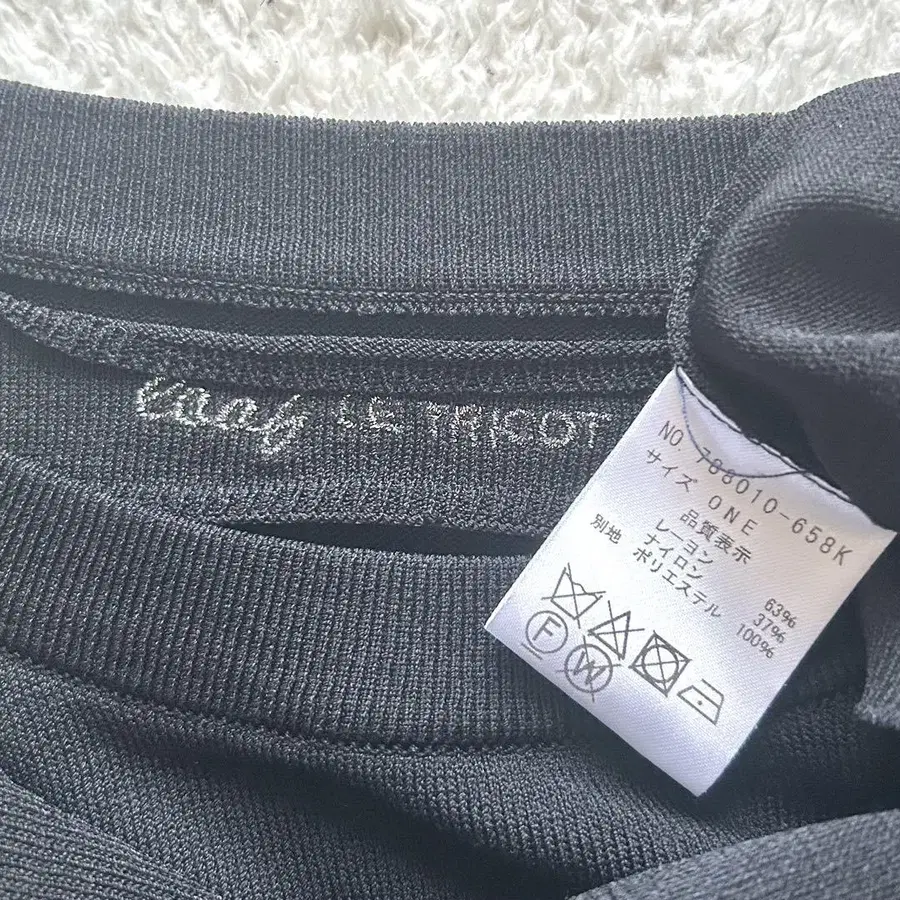 LE TRICOT
NO. 788010-658K
サイズ ONE
品質表示
レーヨン 63%
ナイロン 37%
別地 ポリエステル 100%
F
W